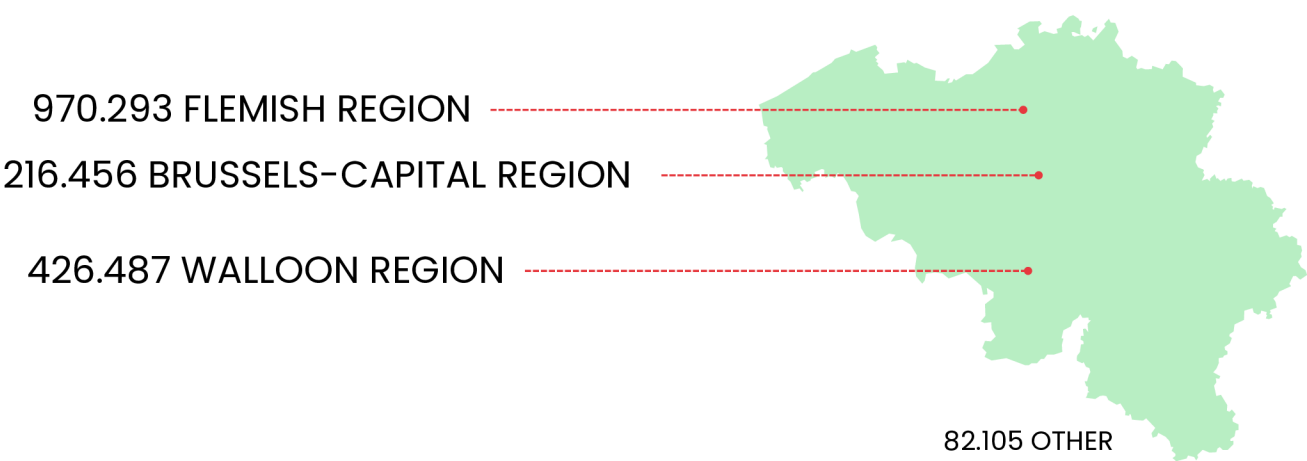 970.293 FLEMISH REGION
216.456 BRUSSELS-CAPITAL REGION
426.487 WALLOON REGION
82.105 OTHER